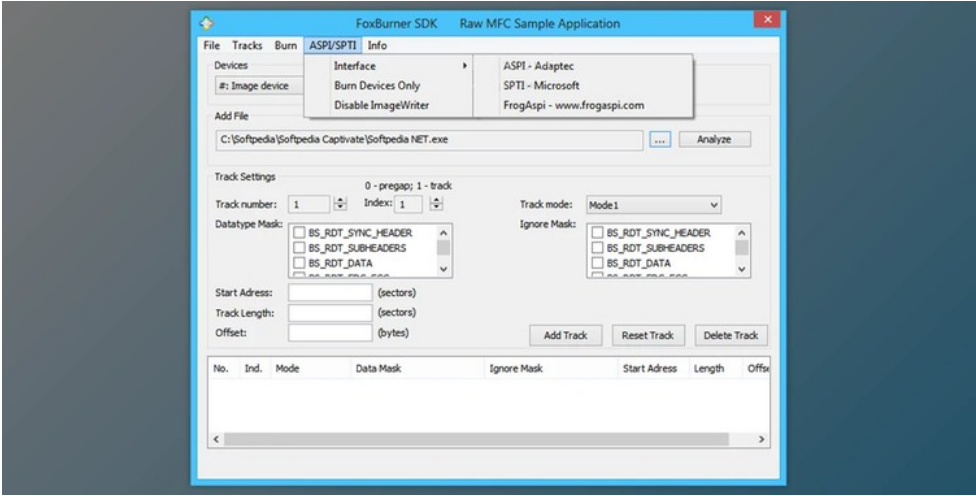 FoxBurner SDK Raw MFC Sample Application
File Tracks Burn ASPI/SPTI Info
Devices
Interface
ASPI - Adaptec
#: Image device
Burn Devices Only
SPTI - Microsoft
Disable ImageWriter
FrogAspi - www.frogaspi.com
Add File
C:\Softpedia\Softpedia Captivate\Softpedia NET.exe
... Analyze
Track Settings
0 - pregap; 1 - track
Track number: 1 Index: 1 Track mode: Mode1
Datatype Mask:
BS_RDT_SYNC_HEADER
BS_RDT_SUBHEADERS
BS_RDT_DATA
Ignore Mask:
BS_RDT_SYNC_HEADER
BS_RDT_SUBHEADERS
BS_RDT_DATA
Start Adress: (sectors)
Track Length: (sectors)
Offset: (bytes)
Add Track Reset Track Delete Track
No. Ind. Mode Data Mask Ignore Mask Start Adress Length